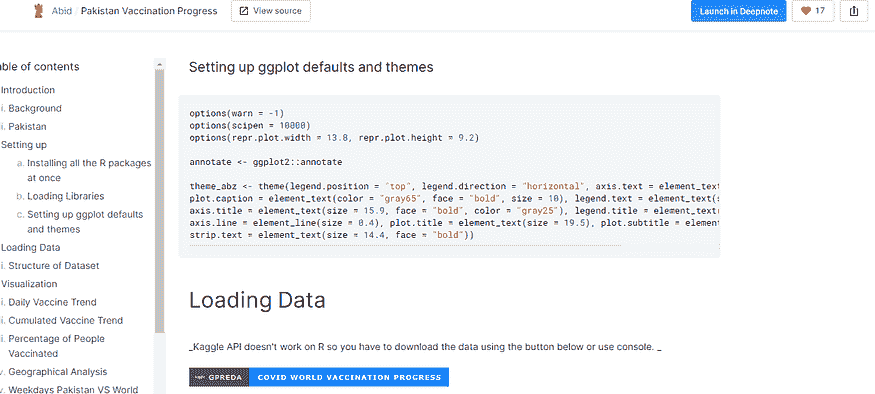 Abid / Pakistan Vaccination Progress
View source
Launch in Deepnote
17
able of contents
Introduction
i. Background
i. Pakistan
Setting up
a. Installing all the R packages
at once
b. Loading Libraries
c. Setting up ggplot defaults
and themes
Loading Data
i. Structure of Dataset
Visualization
i. Daily Vaccine Trend
i. Cumulated Vaccine Trend
i. Percentage of People
Vaccinated
v. Geographical Analysis
v. Weekdays Pakistan VS World
Setting up ggplot defaults and themes
options(warn = -1)
options(scipen = 10000)
options(repr.plot.width = 13.8, repr.plot.height = 9.2)
annotate <- ggplot2::annotate
theme_abz <- theme(legend.position = "top", legend.direction = "horizontal", axis.text = element_text
plot.caption = element_text(color = "gray65", face = "bold", size = 10), legend.text = element_text(s
axis.title = element_text(size = 15.9, face = "bold", color = "gray25"), legend.title = element_text
axis.line = element_line(size = 0.4), plot.title = element_text(size = 19.5), plot.subtitle = element
strip.text = element_text(size = 14.4, face = "bold"))
Loading Data
_Kaggle API doesn't work on R so you have to download the data using the button below or use console. _
GPREDA COVID WORLD VACCINATION PROGRESS